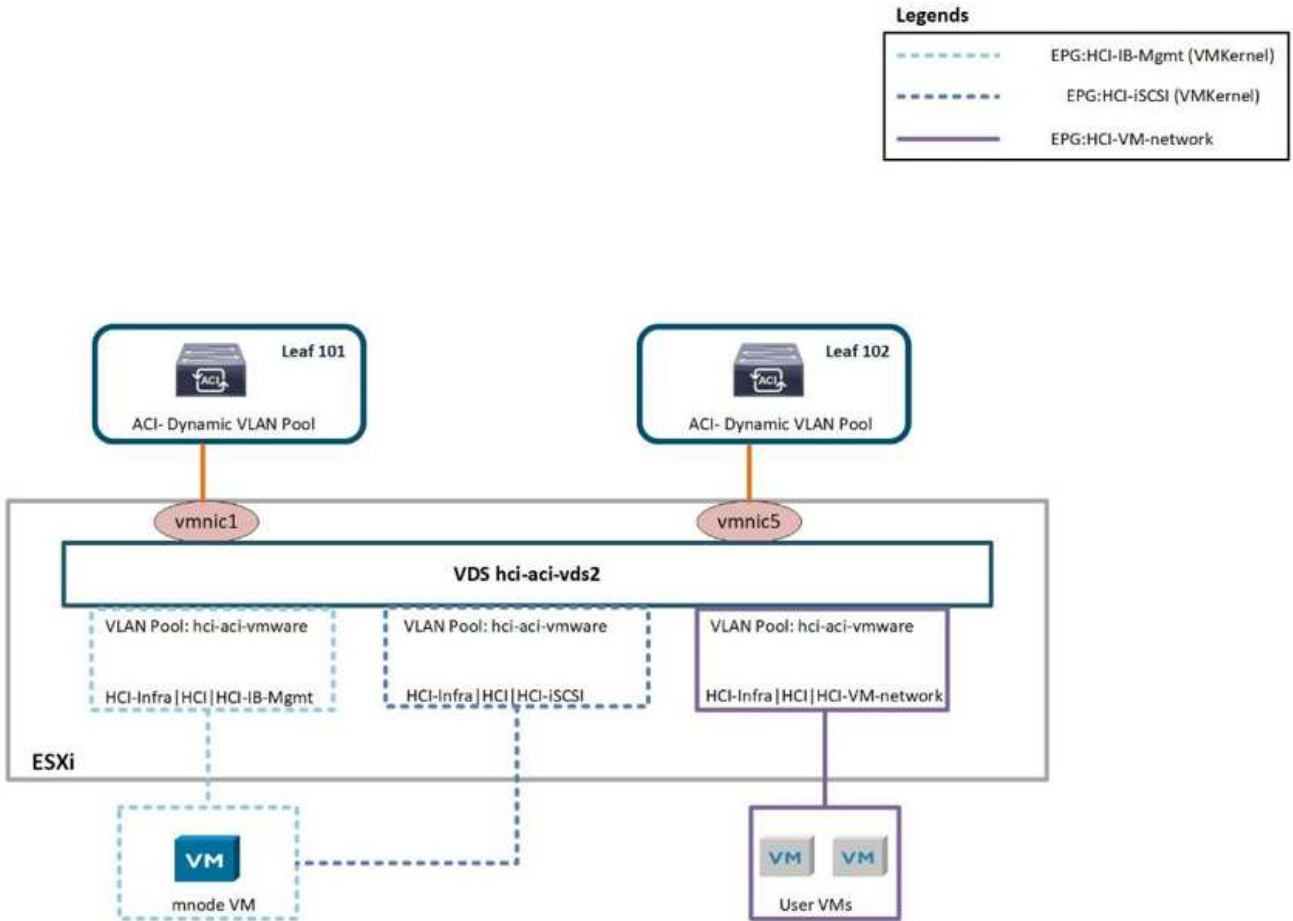 Legends
EPG:HCI-IB-Mgmt (VMKernel)
EPG:HCI-iSCSI (VMKernel)
EPG:HCI-VM-network
Leaf 101
ACI
ACI- Dynamic VLAN Pool
Leaf 102
ACI
ACI- Dynamic VLAN Pool
vmnic1
vmnic5
VDS hci-aci-vds2
VLAN Pool: hci-aci-vmware
HCI-Infra|HCI|HCI-IB-Mgmt
VLAN Pool: hci-aci-vmware
HCI-Infra|HCI|HCI-iSCSI
VLAN Pool: hci-aci-vmware
HCI-Infra|HCI|HCI-VM-network
ESXi
VM
mnode VM
VM
VM
User VMs